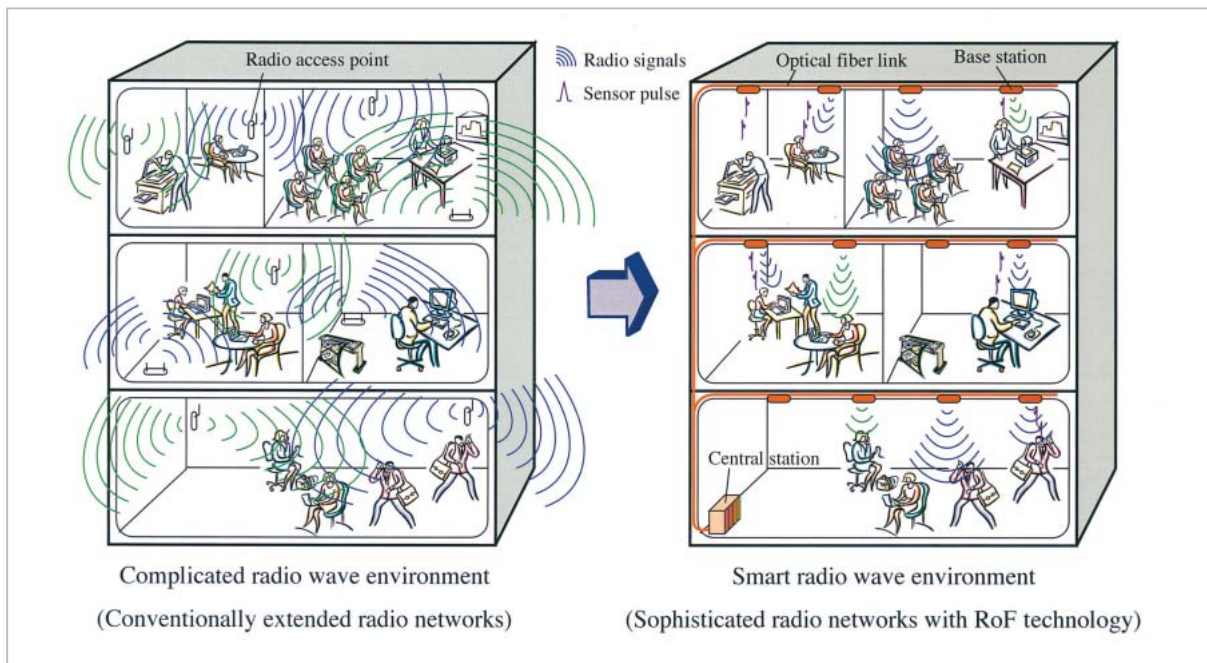 Radio access point
Radio signals
Sensor pulse
Optical fiber link
Base station
Central station
Complicated radio wave environment
(Conventionally extended radio networks)
Smart radio wave environment
(Sophisticated radio networks with RoF technology)